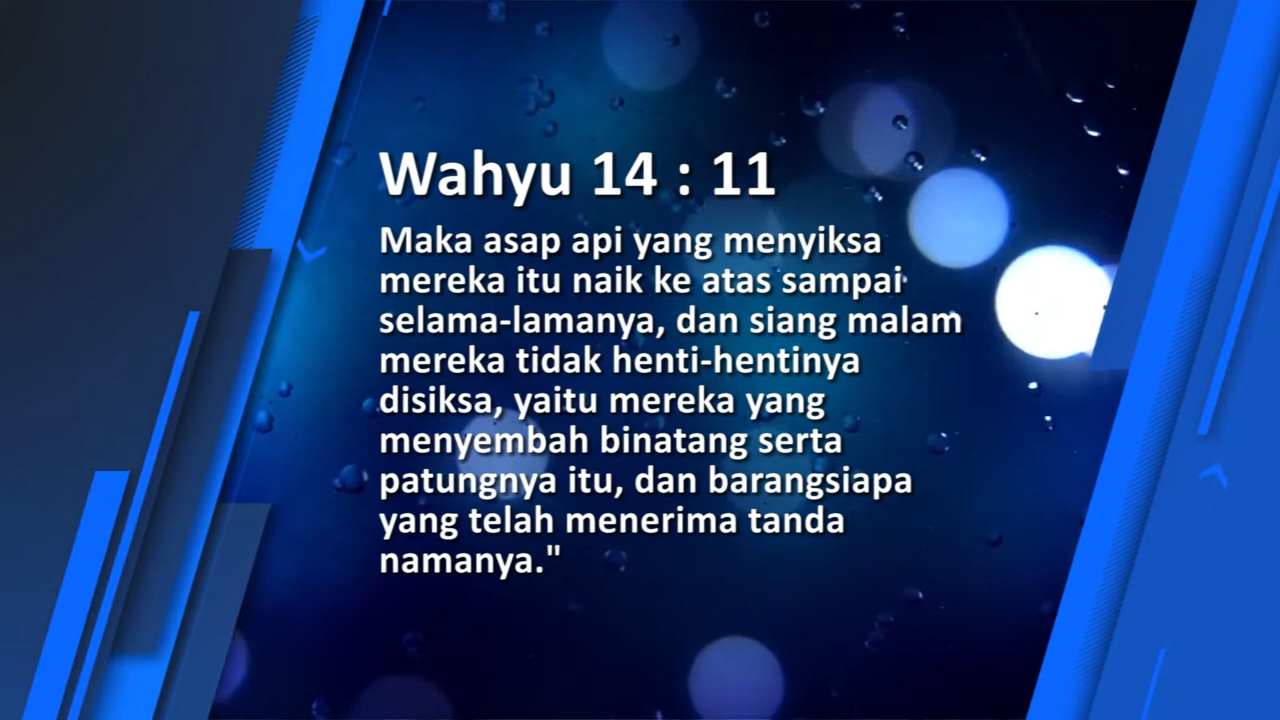 Wahyu 14 : 11
Maka asap api yang menyiksa
mereka itu naik ke atas sampai
selama-lamanya, dan siang malam
mereka tidak henti-hentinya
disiksa, yaitu mereka yang
menyembah binatang serta
patungnya itu, dan barangsiapa
yang telah menerima tanda
namanya."